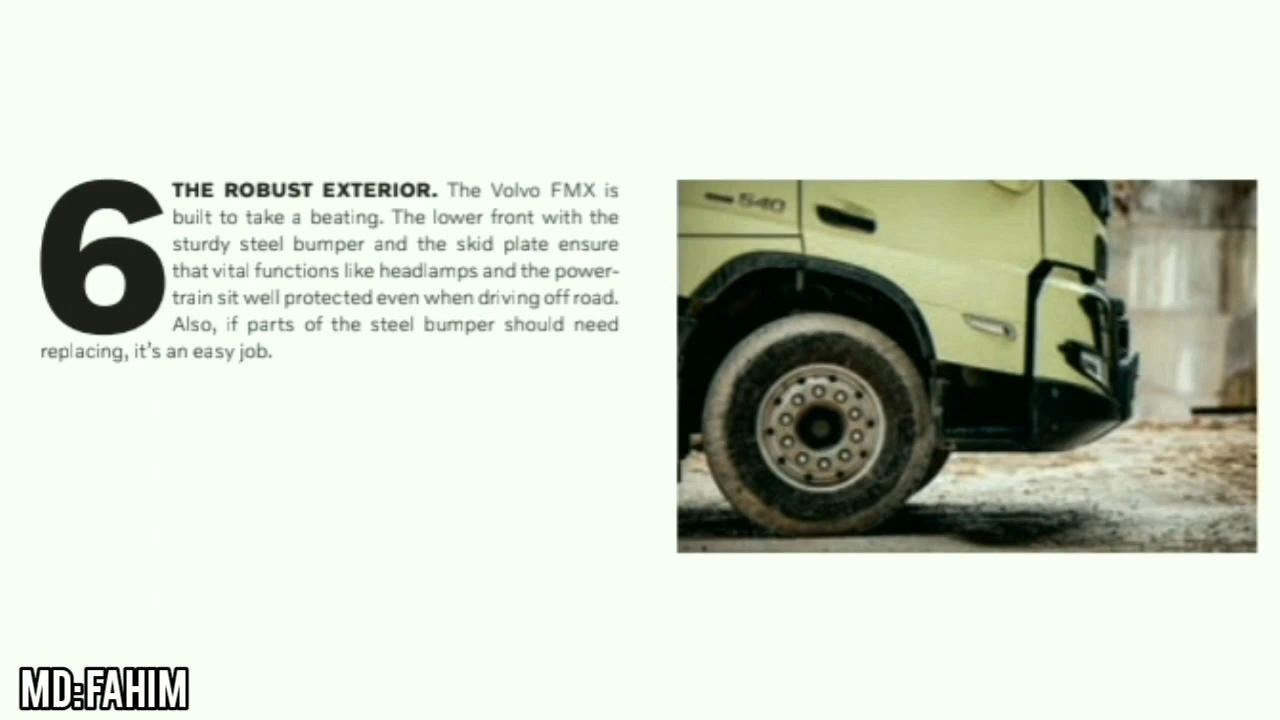 6
THE ROBUST EXTERIOR. The Volvo FMX is
built to take a beating. The lower front with the
sturdy steel bumper and the skid plate ensure
that vital functions like headlamps and the power-
train sit well protected even when driving off road.
Also, if parts of the steel bumper should need
replacing, it's an easy job.
540
MD:FAHIM